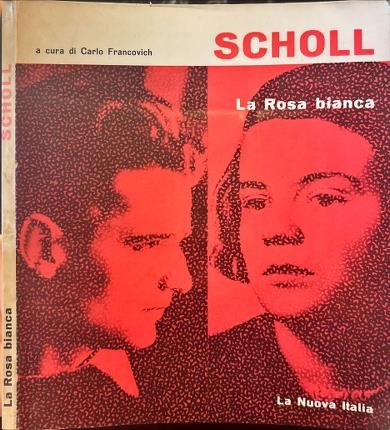 a cura di Carlo Francovich
SCHOLL
La Rosa bianca
La Nuova Italia
SCHOLL
La Rosa bianca